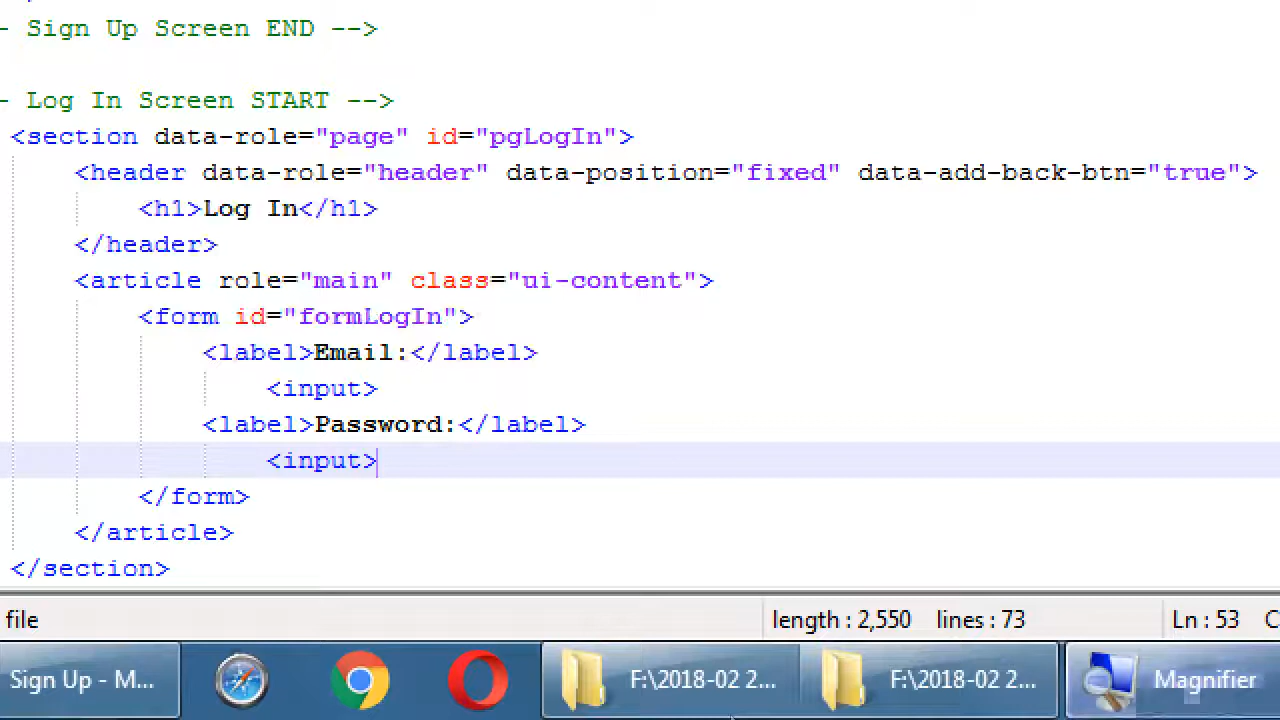 - Sign Up Screen END -->
- Log In Screen START -->
<section data-role="page" id="pgLogIn">
<header data-role="header" data-position="fixed" data-add-back-btn="true">
<h1>Log In</h1>
</header>
<article role="main" class="ui-content">
<form id="formLogIn">
<label>Email:</label>
<input>
<label>Password:</label>
<input>
</form>
</article>
</section>
file length : 2,550 lines : 73 Ln : 53 C
Sign Up - M... F:\2018-02 2... F:\2018-02 2... Magnifier